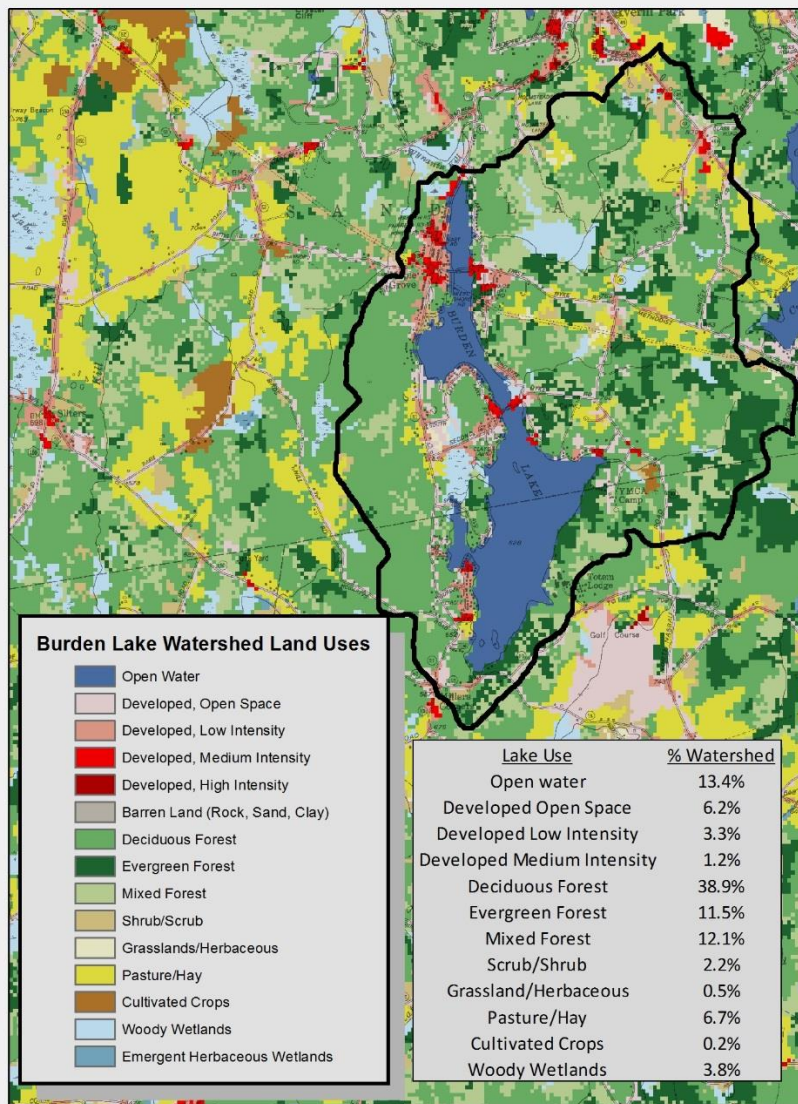 BURDEN
LAKE
YMCA
Camp
Totem
Lodge
Golf Course
Burden Lake Watershed Land Uses
Open Water
Developed, Open Space
Developed, Low Intensity
Developed, Medium Intensity
Developed, High Intensity
Barren Land (Rock, Sand, Clay)
Deciduous Forest
Evergreen Forest
Mixed Forest
Shrub/Scrub
Grasslands/Herbaceous
Pasture/Hay
Cultivated Crops
Woody Wetlands
Emergent Herbaceous Wetlands
Lake Use % Watershed
Open water 13.4%
Developed Open Space 6.2%
Developed Low Intensity 3.3%
Developed Medium Intensity 1.2%
Deciduous Forest 38.9%
Evergreen Forest 11.5%
Mixed Forest 12.1%
Scrub/Shrub 2.2%
Grassland/Herbaceous 0.5%
Pasture/Hay 6.7%
Cultivated Crops 0.2%
Woody Wetlands 3.8%